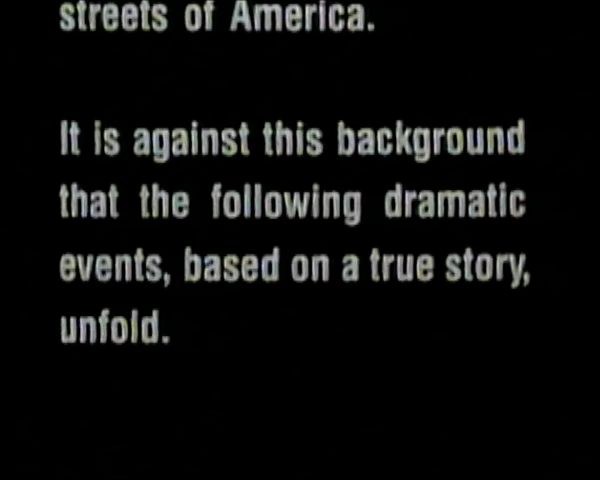 streets of America.
It is against this background
that the following dramatic
events, based on a true story,
unfold.